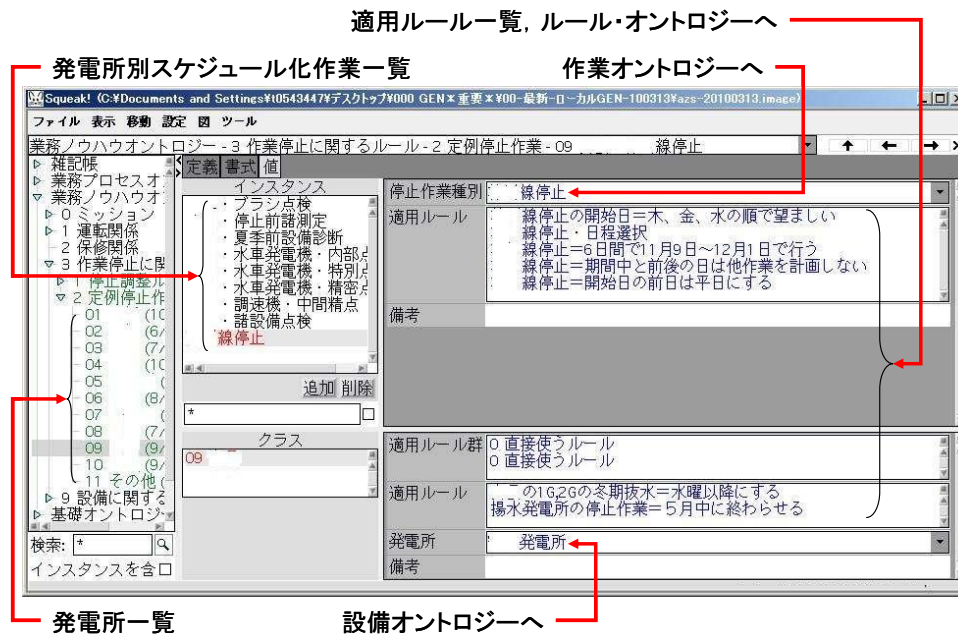 適用ルール一覧，ルール・オントロジーへ
発電所別スケジュール化作業一覧
作業オントロジーへ
Squeak! (C:¥Documents and Settings¥t0543447¥デスクトップ¥000 GEN※重要※¥00-最新-ローカルGEN-100313¥azs-20100313.image)
ファイル 表示 移動 設定 図 ツール
業務ノウハウオントロジー - 3 作業停止に関するルール - 2 定例停止作業 - 09 線停止
雑記帳
業務プロセスオ
業務ノウハウオ
0 ミッション
1 運転関係
2 保修関係
3 作業停止に関
1 停止調整ル
2 定例停止作
01 (10
02 (6/
03 (7/
04 (10
05 (
06 (8/
07 (
08 (7/
09 (9/
10 (9/
11 その他 (
9 設備に関する
基礎オントロジ
検索: *
インスタンスを含
定義 書式 値
インスタンス
・ブラシ点検
・停止前諸測定
・夏季前設備診断
・水車発電機・内部点
・水車発電機・特別点
・水車発電機・精密点
・調速機・中間精点
・諸設備点検
線停止
追加 削除
*
クラス
09
停止作業種別 線停止
適用ルール
線停止の開始日＝木、金、水の順で望ましい
線停止・日程選択
線停止＝6日間で11月9日～12月1日で行う
線停止＝期間中と前後の日は他作業を計画しない
線停止＝開始日の前日は平日にする
備考
適用ルール群
0 直接使うルール
0 直接使うルール
適用ルール
の1G,2Gの冬期抜水＝水曜以降にする
揚水発電所の停止作業＝５月中に終わらせる
発電所 発電所
備考
発電所一覧
設備オントロジーへ